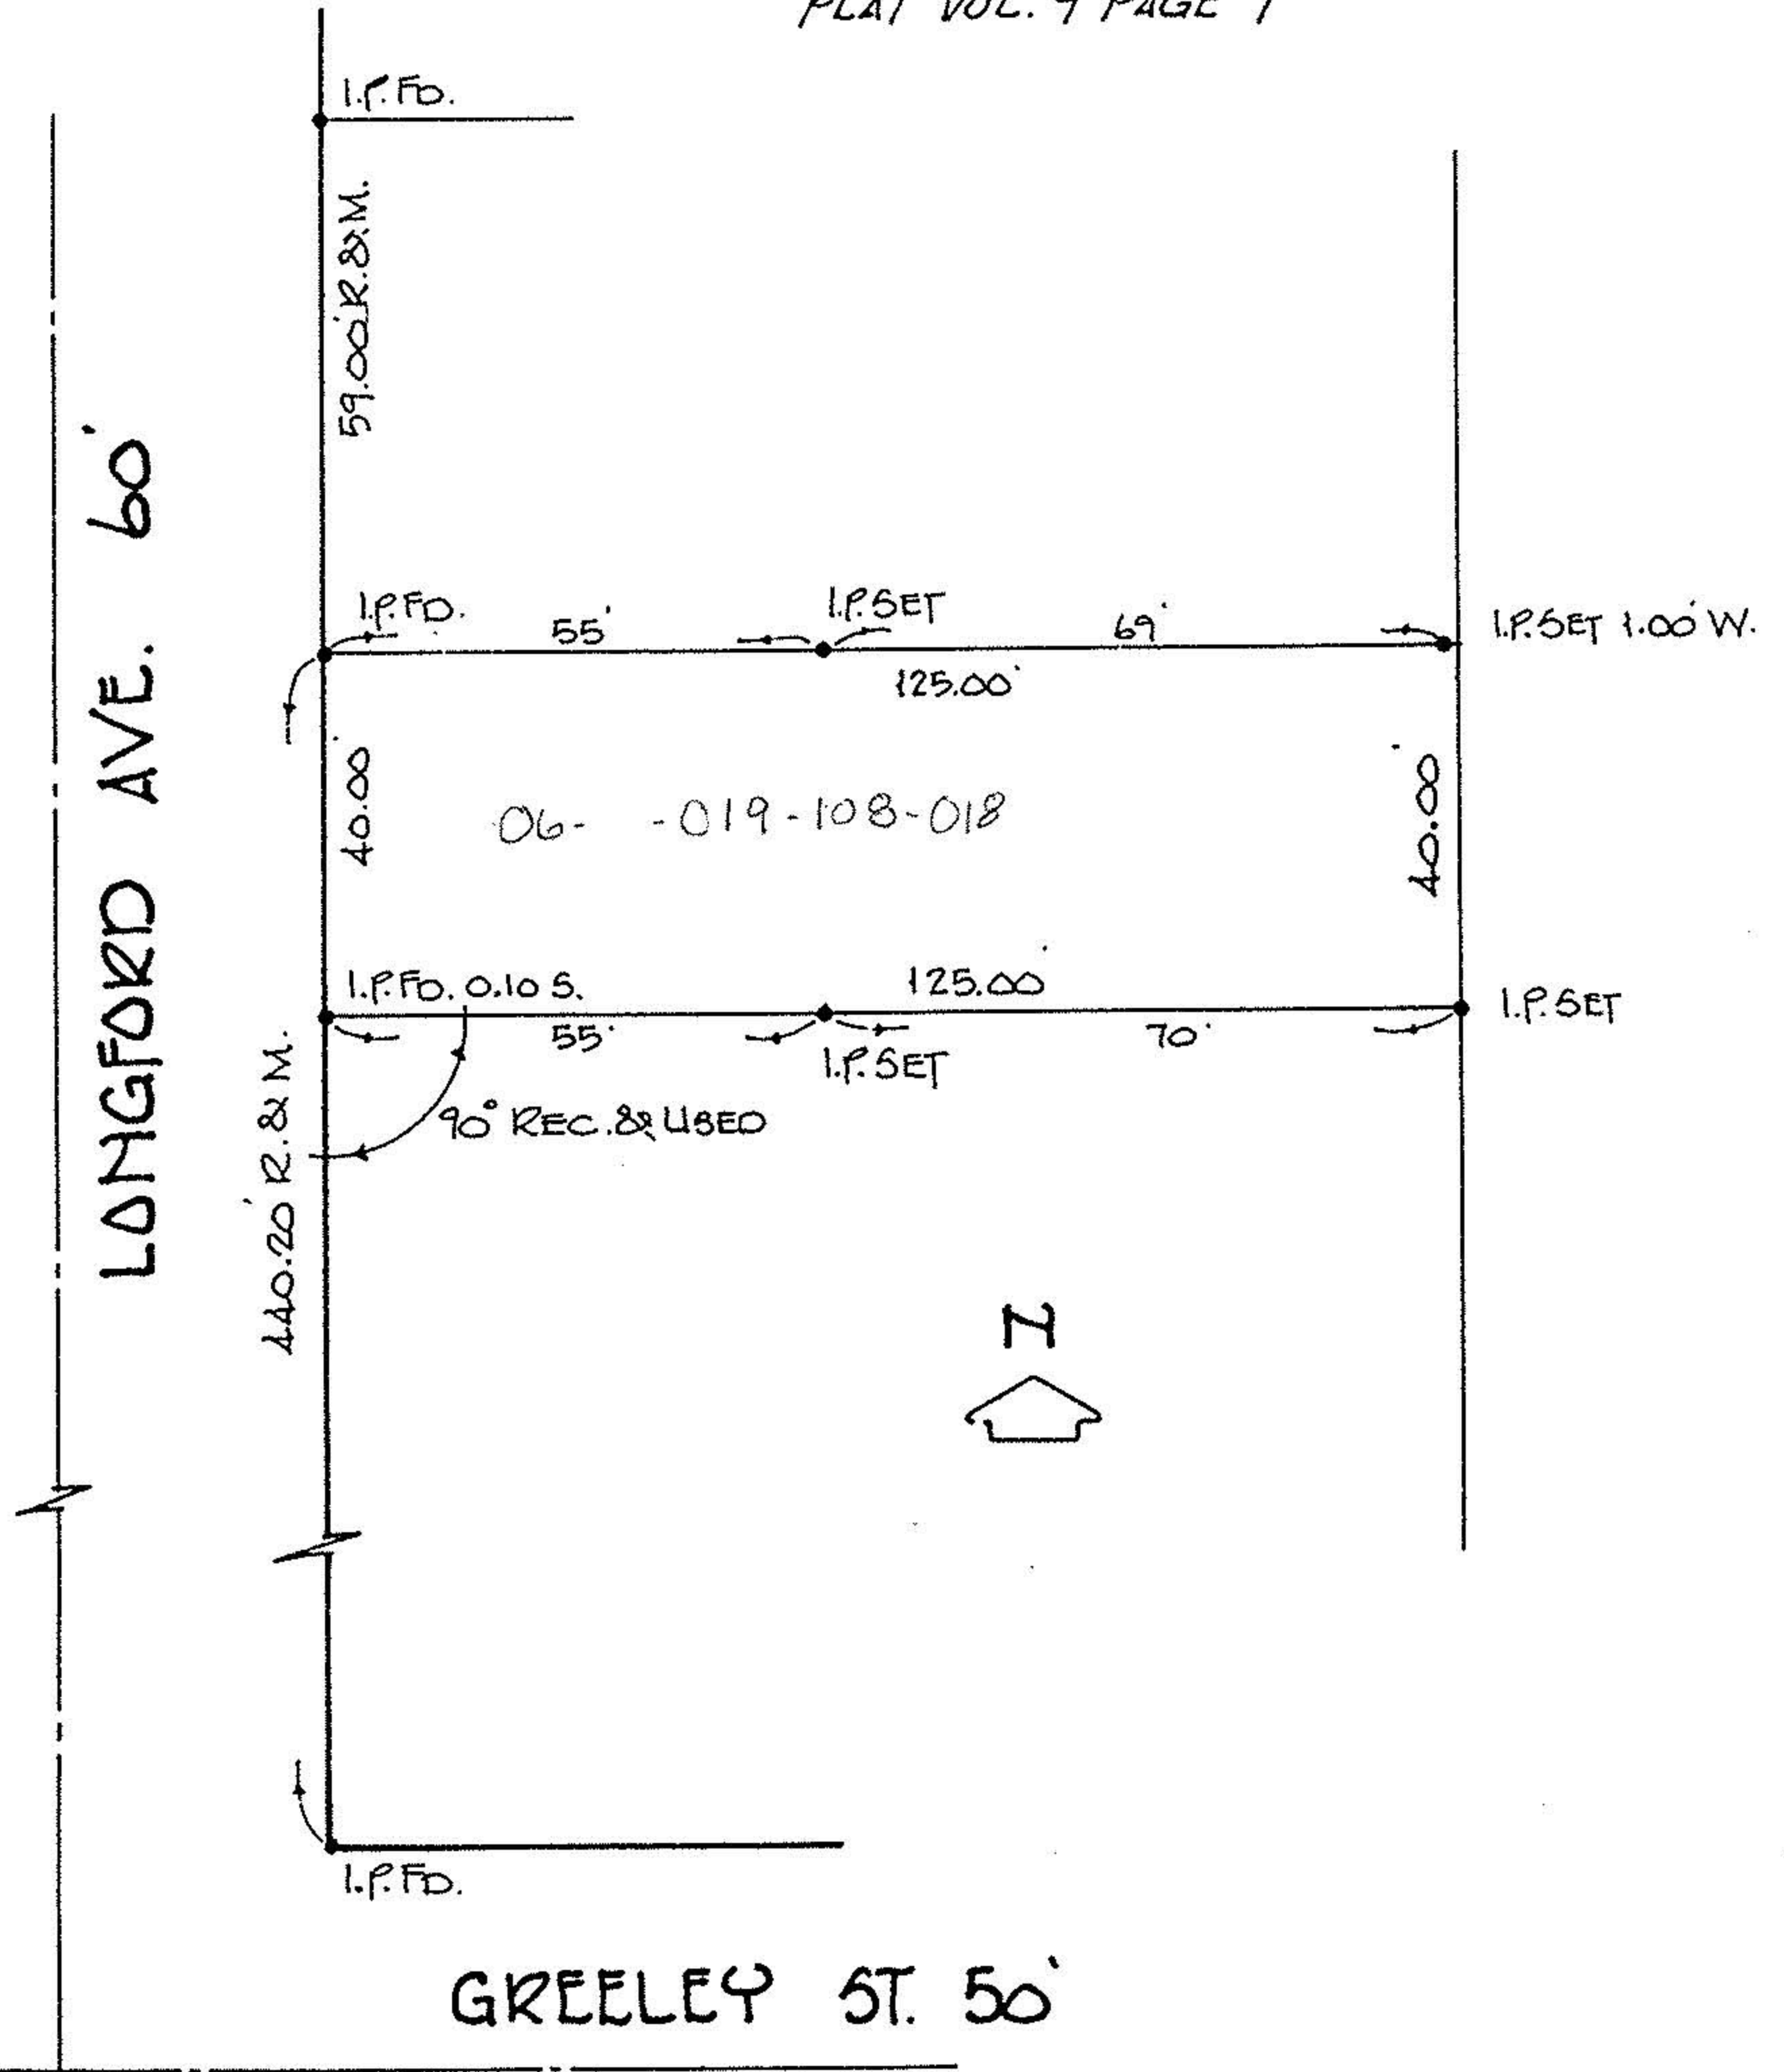 PLAT VOL. 9 PAGE
I.P. FD.
59.00' R.&M.
LONGFORD AVE. 60'
I.P. FD.
55'
I.P. SET
69'
I.P. SET 1.00' W.
125.00'
40.00'
06- -019-108-018
40.00'
I.P. FD. 0.10 S.
125.00'
I.P. SET
55'
I.P. SET
70'
440.20' R.&M.
90° REC. & USED
N
I.P. FD.
GREELEY ST. 50'